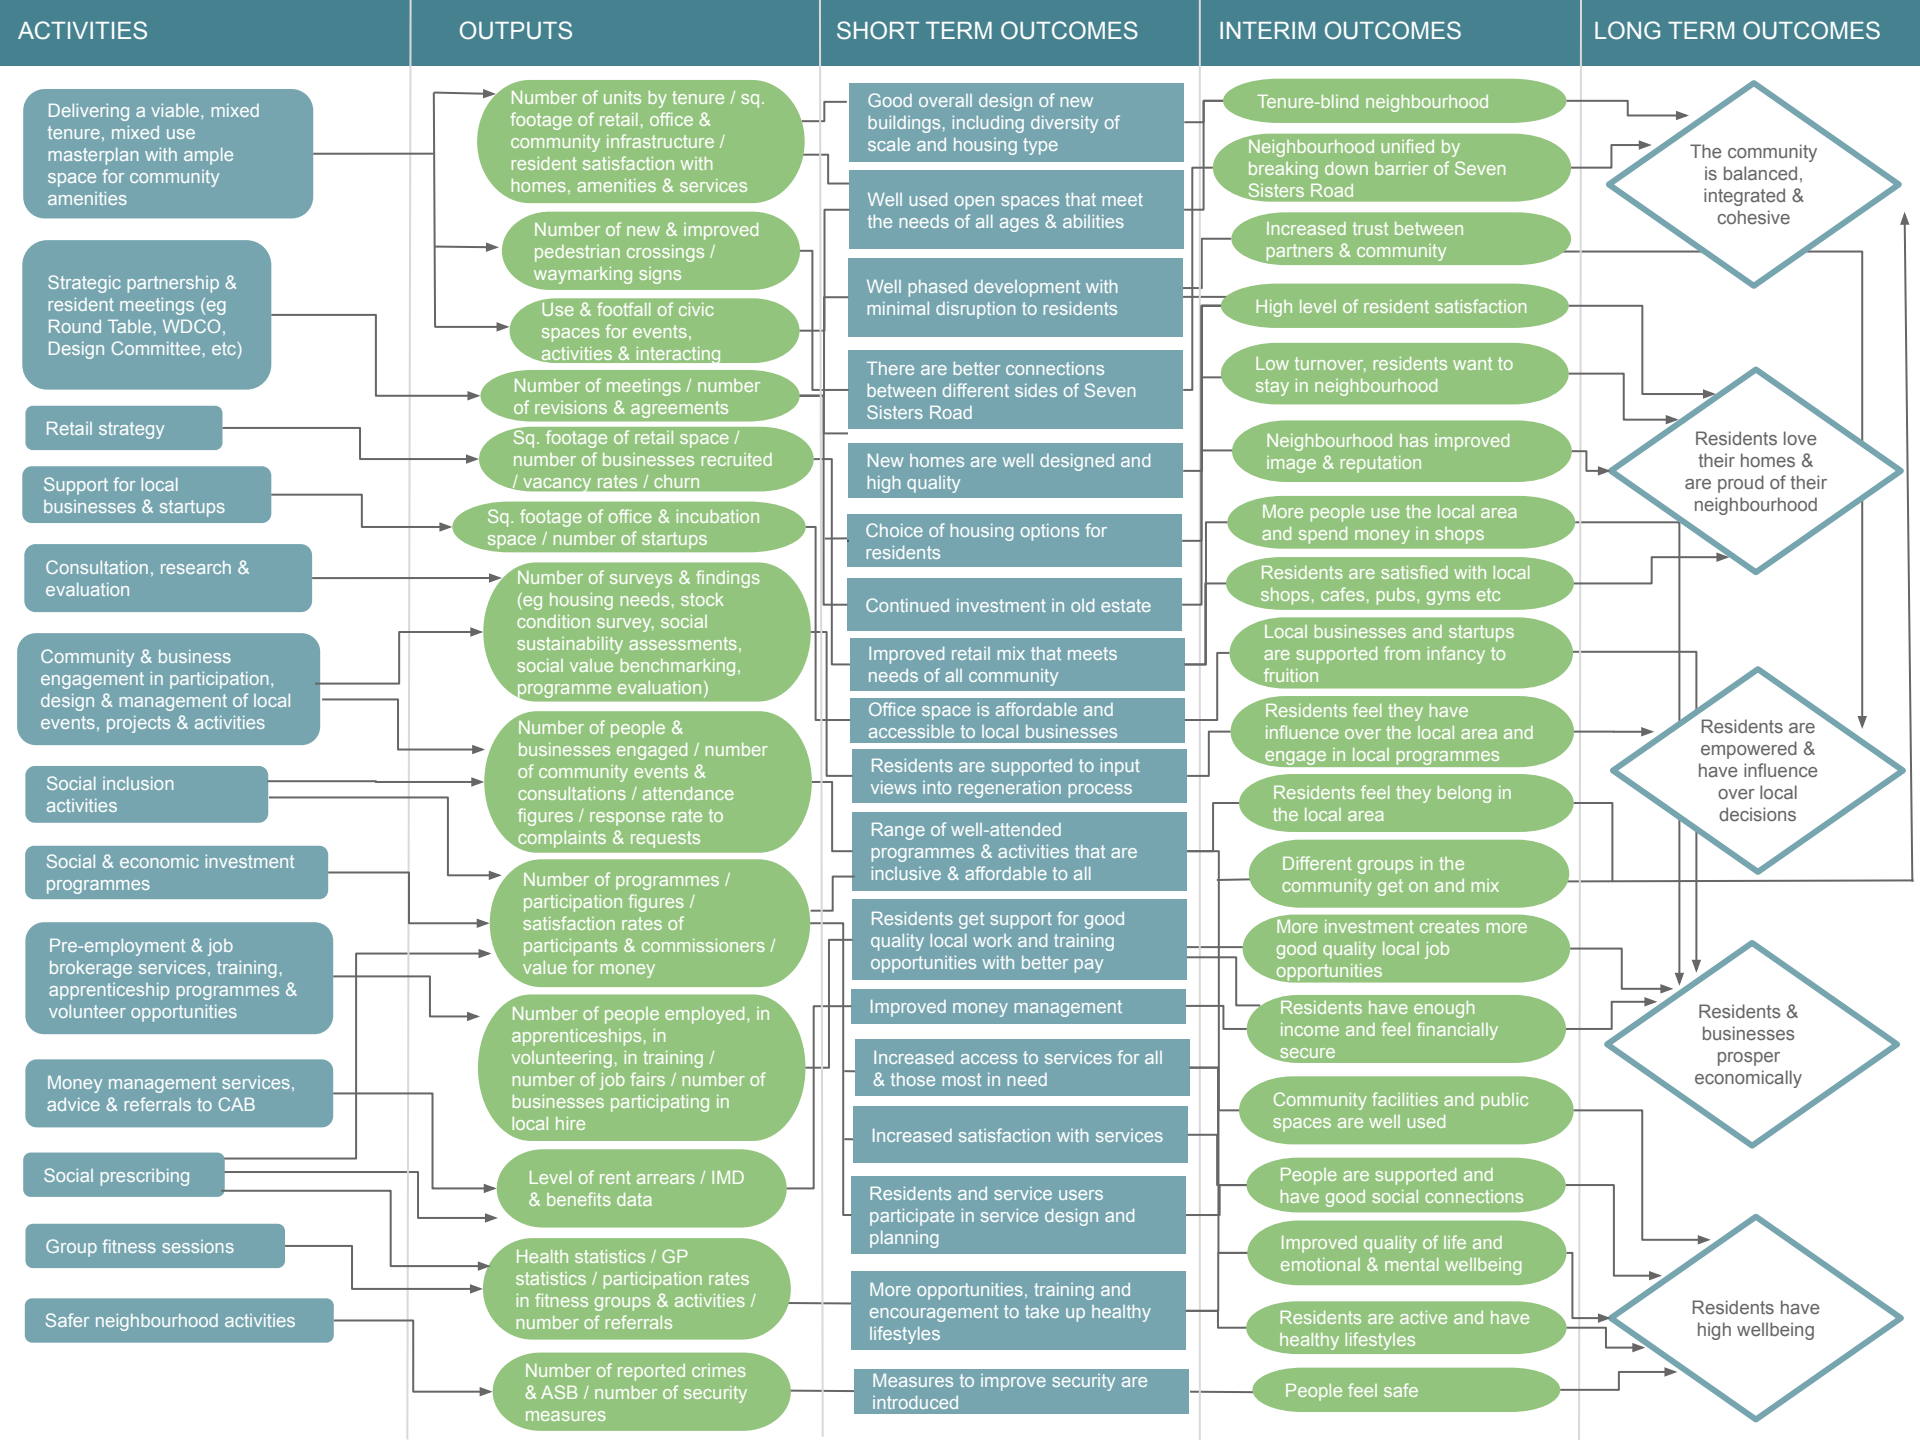 ACTIVITIES
OUTPUTS
SHORT TERM OUTCOMES
INTERIM OUTCOMES
LONG TERM OUTCOMES
Delivering a viable, mixed
tenure, mixed use
masterplan with ample
space for community
amenities
Strategic partnership &
resident meetings (eg
Round Table, WDCO,
Design Committee, etc)
Retail strategy
Support for local
businesses & startups
Consultation, research &
evaluation
Community & business
engagement in participation,
design & management of local
events, projects & activities
Social inclusion
activities
Social & economic investment
programmes
Pre-employment & job
brokerage services, training,
apprenticeship programmes &
volunteer opportunities
Money management services,
advice & referrals to CAB
Social prescribing
Group fitness sessions
Safer neighbourhood activities
Number of units by tenure / sq.
footage of retail, office &
community infrastructure /
resident satisfaction with
homes, amenities & services
Number of new & improved
pedestrian crossings /
waymarking signs
Use & footfall of civic
spaces for events,
activities & interacting
Number of meetings / number
of revisions & agreements
Sq. footage of retail space /
number of businesses recruited
/ vacancy rates / churn
Sq. footage of office & incubation
space / number of startups
Number of surveys & findings
(eg housing needs, stock
condition survey, social
sustainability assessments,
social value benchmarking,
programme evaluation)
Number of people &
businesses engaged / number
of community events &
consultations / attendance
figures / response rate to
complaints & requests
Number of programmes /
participation figures /
satisfaction rates of
participants & commissioners /
value for money
Number of people employed, in
apprenticeships, in
volunteering, in training /
number of job fairs / number of
businesses participating in
local hire
Level of rent arrears / IMD
& benefits data
Health statistics / GP
statistics / participation rates
in fitness groups & activities /
number of referrals
Number of reported crimes
& ASB / number of security
measures
Good overall design of new
buildings, including diversity of
scale and housing type
Well used open spaces that meet
the needs of all ages & abilities
Well phased development with
minimal disruption to residents
There are better connections
between different sides of Seven
Sisters Road
New homes are well designed and
high quality
Choice of housing options for
residents
Continued investment in old estate
Improved retail mix that meets
needs of all community
Office space is affordable and
accessible to local businesses
Residents are supported to input
views into regeneration process
Range of well-attended
programmes & activities that are
inclusive & affordable to all
Residents get support for good
quality local work and training
opportunities with better pay
Improved money management
Increased access to services for all
& those most in need
Increased satisfaction with services
Residents and service users
participate in service design and
planning
More opportunities, training and
encouragement to take up healthy
lifestyles
Measures to improve security are
introduced
Tenure-blind neighbourhood
Neighbourhood unified by
breaking down barrier of Seven
Sisters Road
Increased trust between
partners & community
High level of resident satisfaction
Low turnover, residents want to
stay in neighbourhood
Neighbourhood has improved
image & reputation
More people use the local area
and spend money in shops
Residents are satisfied with local
shops, cafes, pubs, gyms etc
Local businesses and startups
are supported from infancy to
fruition
Residents feel they have
influence over the local area and
engage in local programmes
Residents feel they belong in
the local area
Different groups in the
community get on and mix
More investment creates more
good quality local job
opportunities
Residents have enough
income and feel financially
secure
Community facilities and public
spaces are well used
People are supported and
have good social connections
Improved quality of life and
emotional & mental wellbeing
Residents are active and have
healthy lifestyles
People feel safe
The community
is balanced,
integrated &
cohesive
Residents love
their homes &
are proud of their
neighbourhood
Residents are
empowered &
have influence
over local
decisions
Residents &
businesses
prosper
economically
Residents have
high wellbeing